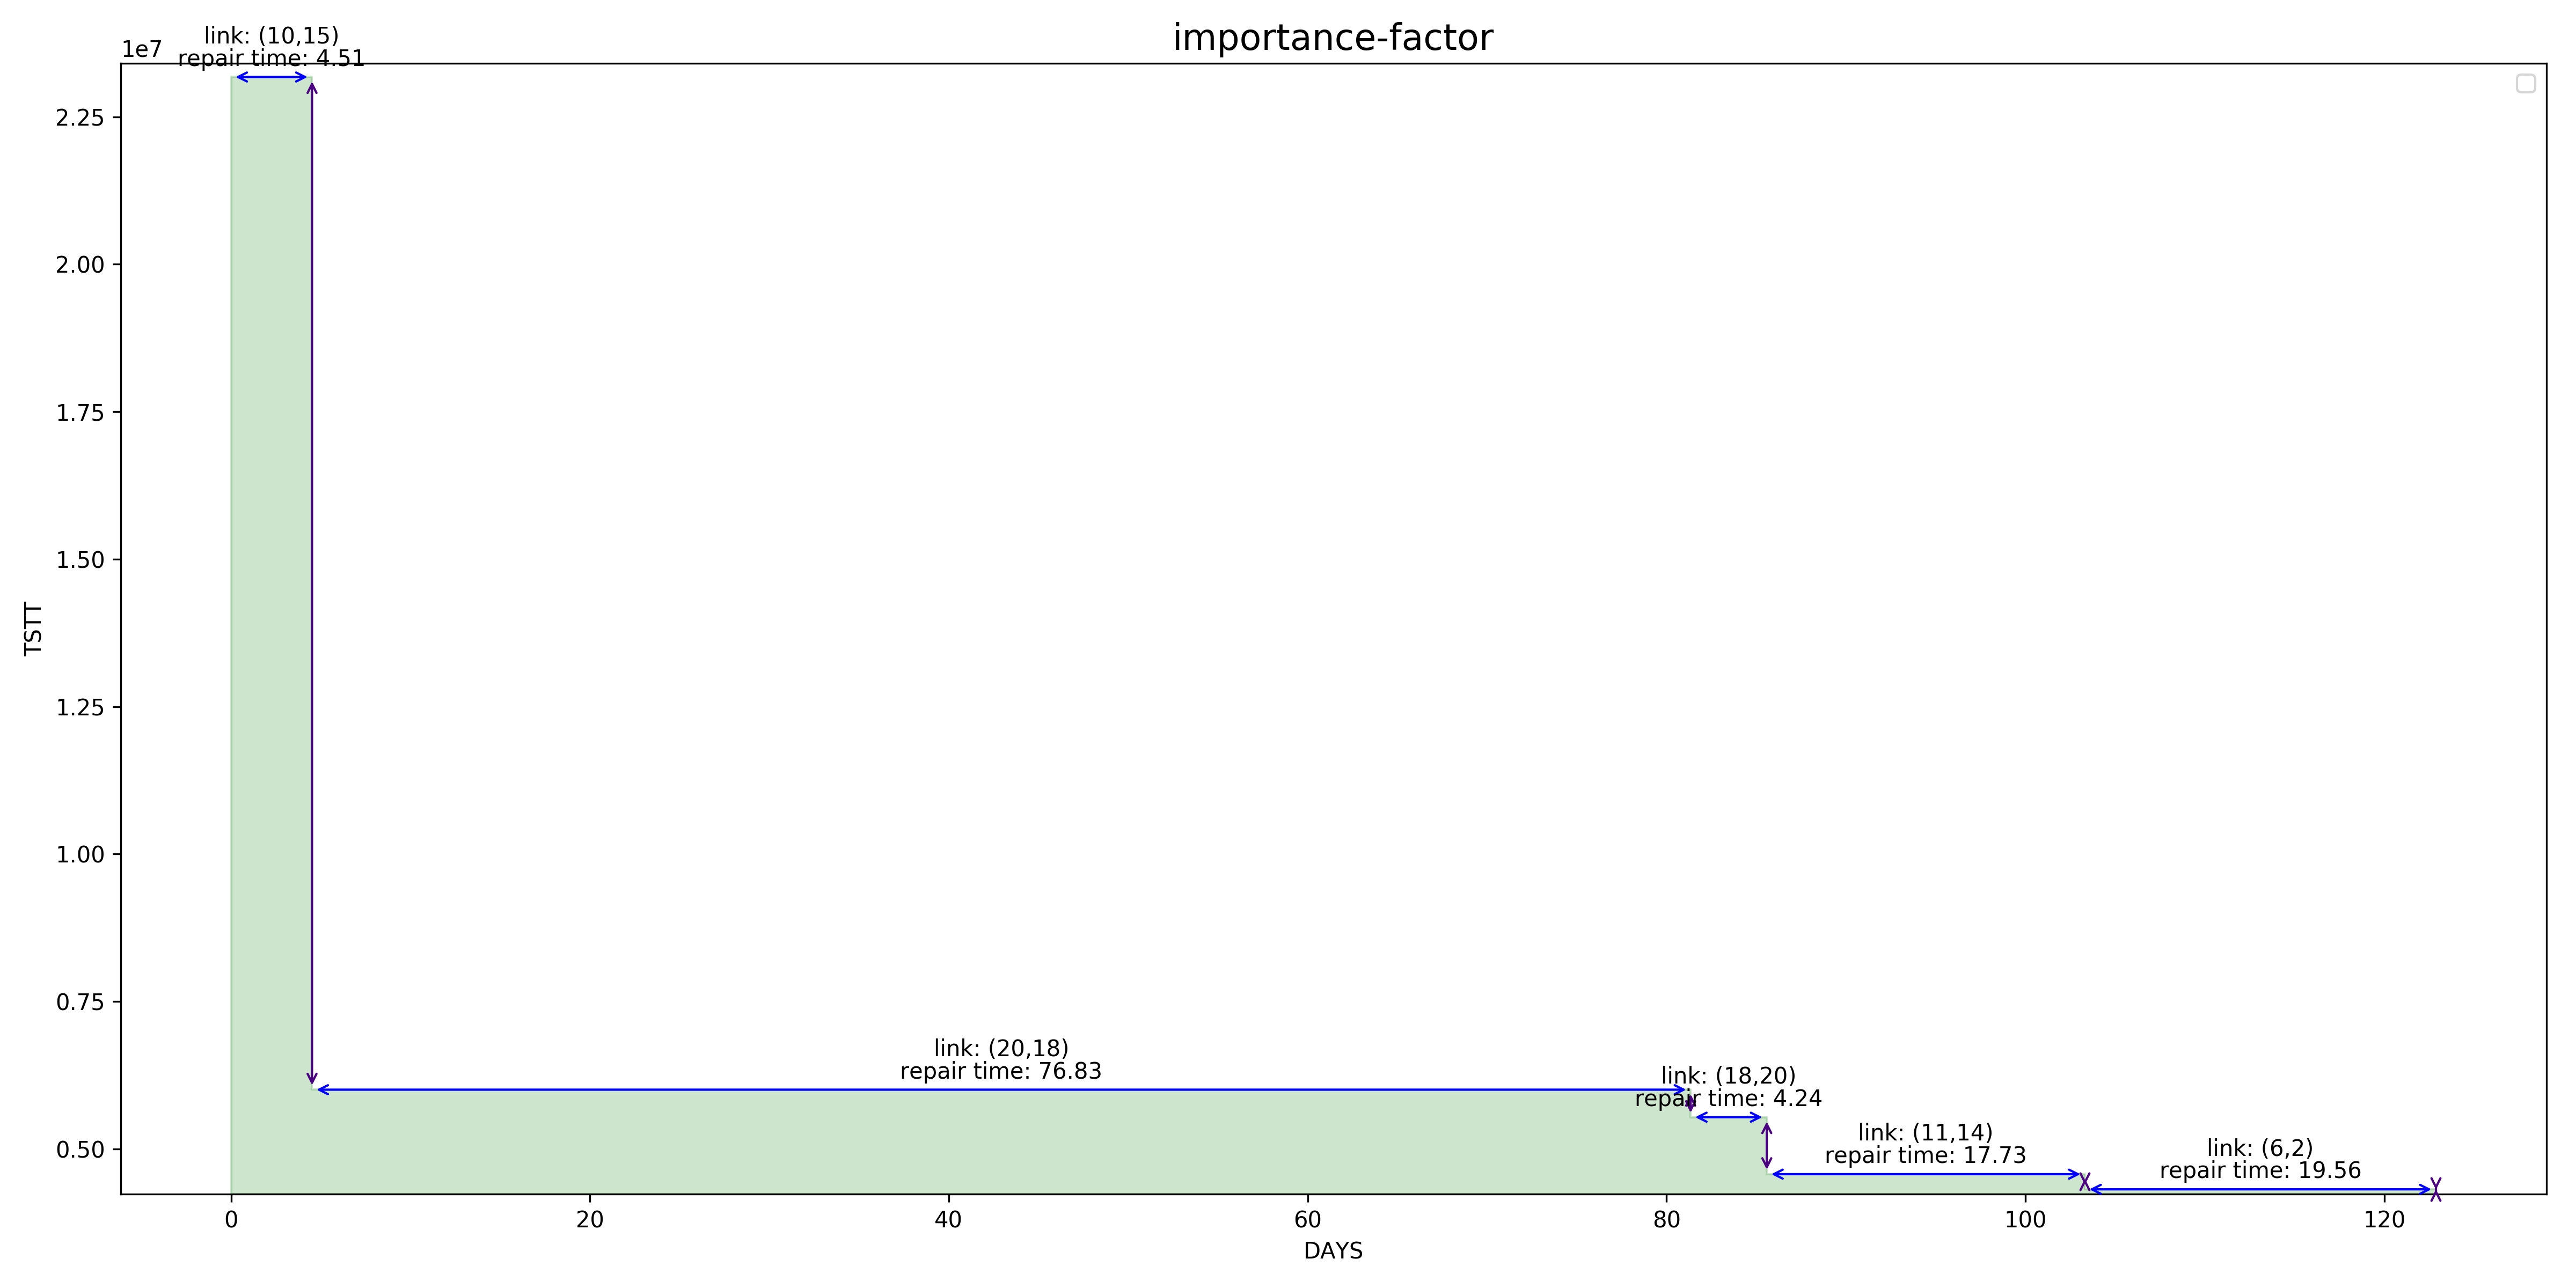 importance-factor
1e7
link: (10,15)
repair time: 4.51
2.25
2.00
1.75
1.50
1.25
1.00
0.75
0.50
TSTT
link: (20,18)
repair time: 76.83
link: (18,20)
repair time: 4.24
link: (11,14)
repair time: 17.73
link: (6,2)
repair time: 19.56
0 20 40 60 80 100 120
DAYS